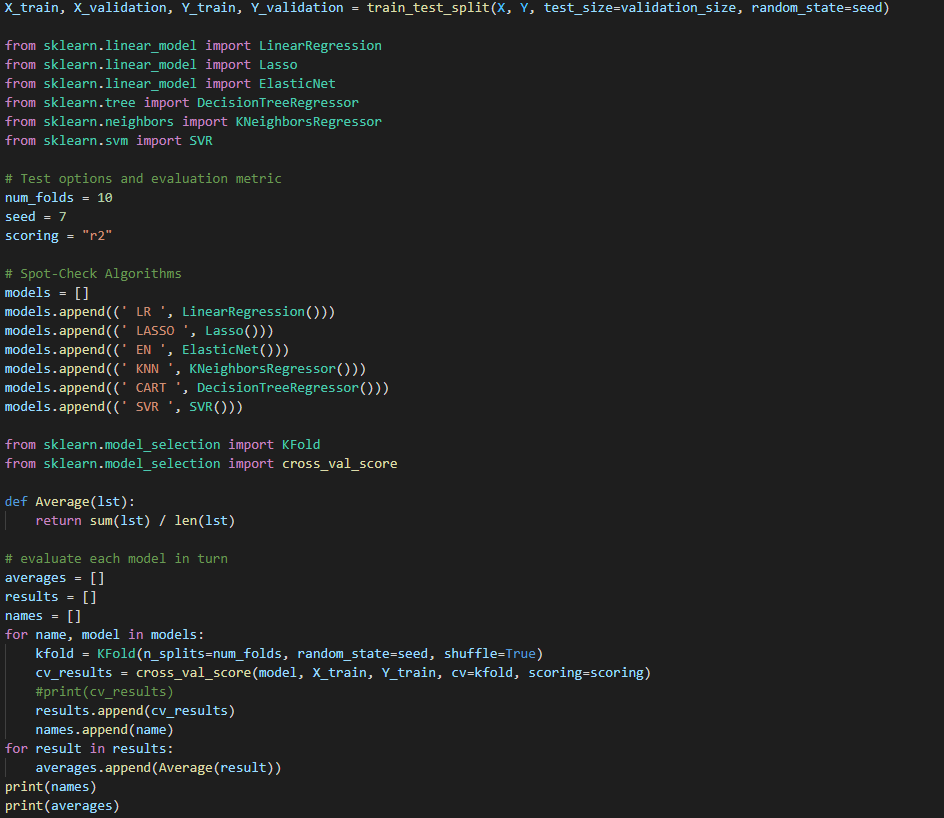 X_train, X_validation, Y_train, Y_validation = train_test_split(X, Y, test_size=validation_size, random_state=seed)
from sklearn.linear_model import LinearRegression
from sklearn.linear_model import Lasso
from sklearn.linear_model import ElasticNet
from sklearn.tree import DecisionTreeRegressor
from sklearn.neighbors import KNeighborsRegressor
from sklearn.svm import SVR
# Test options and evaluation metric
num_folds = 10
seed = 7
scoring = "r2"
# Spot-Check Algorithms
models = []
models.append((' LR ', LinearRegression()))
models.append((' LASSO ', Lasso()))
models.append((' EN ', ElasticNet()))
models.append((' KNN ', KNeighborsRegressor()))
models.append((' CART ', DecisionTreeRegressor()))
models.append((' SVR ', SVR()))
from sklearn.model_selection import KFold
from sklearn.model_selection import cross_val_score
def Average(lst):
    return sum(lst) / len(lst)
# evaluate each model in turn
averages = []
results = []
names = []
for name, model in models:
    kfold = KFold(n_splits=num_folds, random_state=seed, shuffle=True)
    cv_results = cross_val_score(model, X_train, Y_train, cv=kfold, scoring=scoring)
    #print(cv_results)
    results.append(cv_results)
    names.append(name)
for result in results:
    averages.append(Average(result))
print(names)
print(averages)